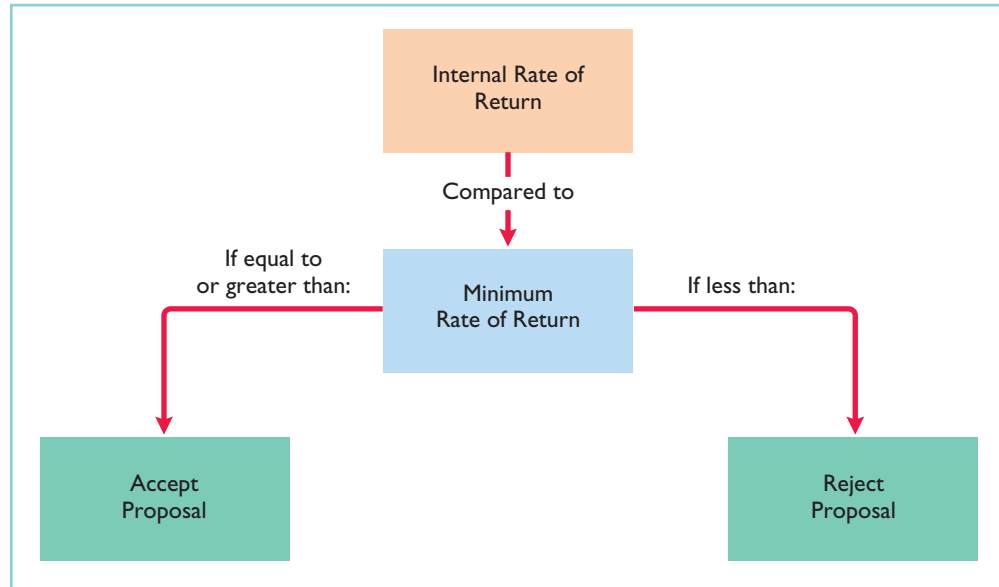 Internal Rate of
Return
Compared to
If equal to
or greater than:
Minimum
Rate of Return
If less than:
Accept
Proposal
Reject
Proposal